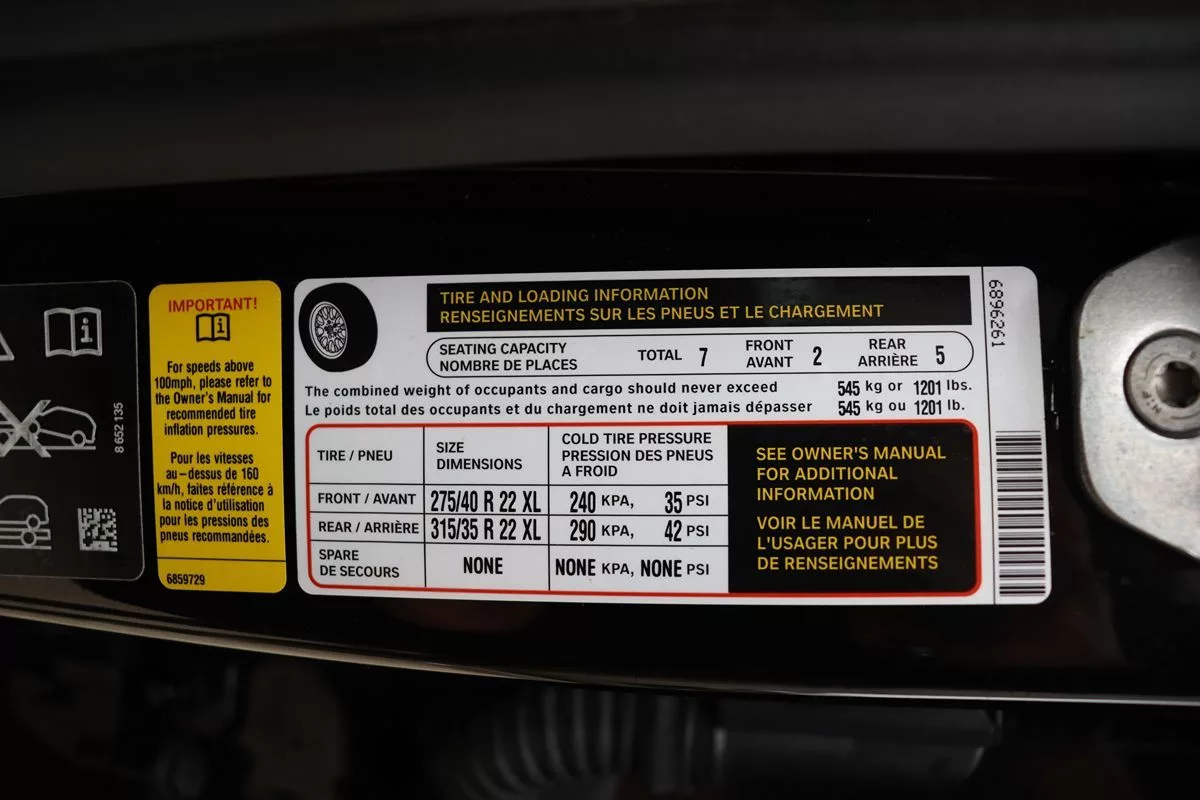 8 652 135
IMPORTANT!
For speeds above
100mph, please refer to
the Owner's Manual for
recommended tire
inflation pressures.
Pour les vitesses
au–dessus de 160
km/h, faites référence à
la notice d'utilisation
pour les pressions des
pneus recommandées.
6859729
TIRE AND LOADING INFORMATION
RENSEIGNEMENTS SUR LES PNEUS ET LE CHARGEMENT
SEATING CAPACITY
NOMBRE DE PLACES
TOTAL 7
FRONT
AVANT 2
REAR
ARRIÈRE 5
The combined weight of occupants and cargo should never exceed 545 kg or 1201 lbs.
Le poids total des occupants et du chargement ne doit jamais dépasser 545 kg ou 1201 lb.
TIRE / PNEU
SIZE
DIMENSIONS
COLD TIRE PRESSURE
PRESSION DES PNEUS
A FROID
FRONT / AVANT 275/40 R 22 XL 240 KPA, 35 PSI
REAR / ARRIÈRE 315/35 R 22 XL 290 KPA, 42 PSI
SPARE
DE SECOURS
NONE NONE KPA, NONE PSI
SEE OWNER'S MANUAL
FOR ADDITIONAL
INFORMATION
VOIR LE MANUEL DE
L'USAGER POUR PLUS
DE RENSEIGNEMENTS
6896261